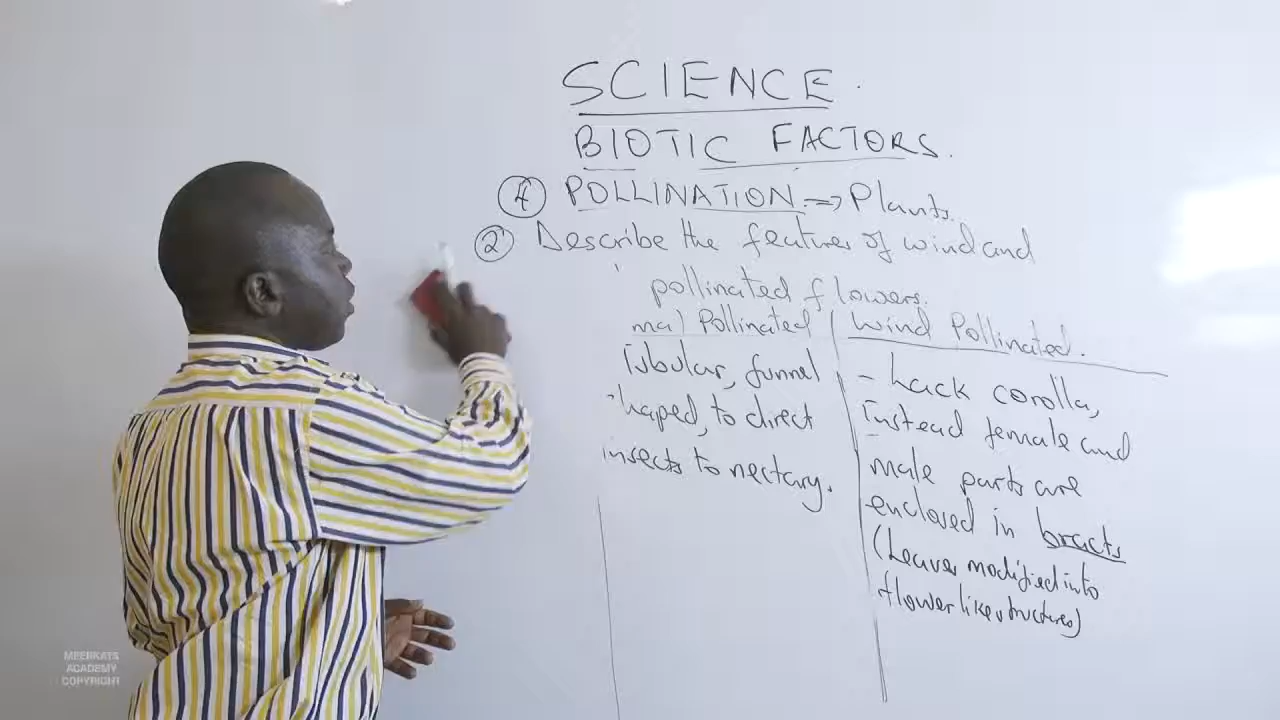 SCIENCE.
BIOTIC FACTORS.
4 POLLINATION => Plants.
2 Describe the features of wind and
pollinated flowers.
mal Pollinated
Tubular, funnel
haped, to direct
insects to nectary.
Wind Pollinated.
- Lack corolla,
Instead female and
male parts are
enclosed in bracts
(Leaves modified into
flower like structures)
MEERKATS
ACADEMY
COPYRIGHT